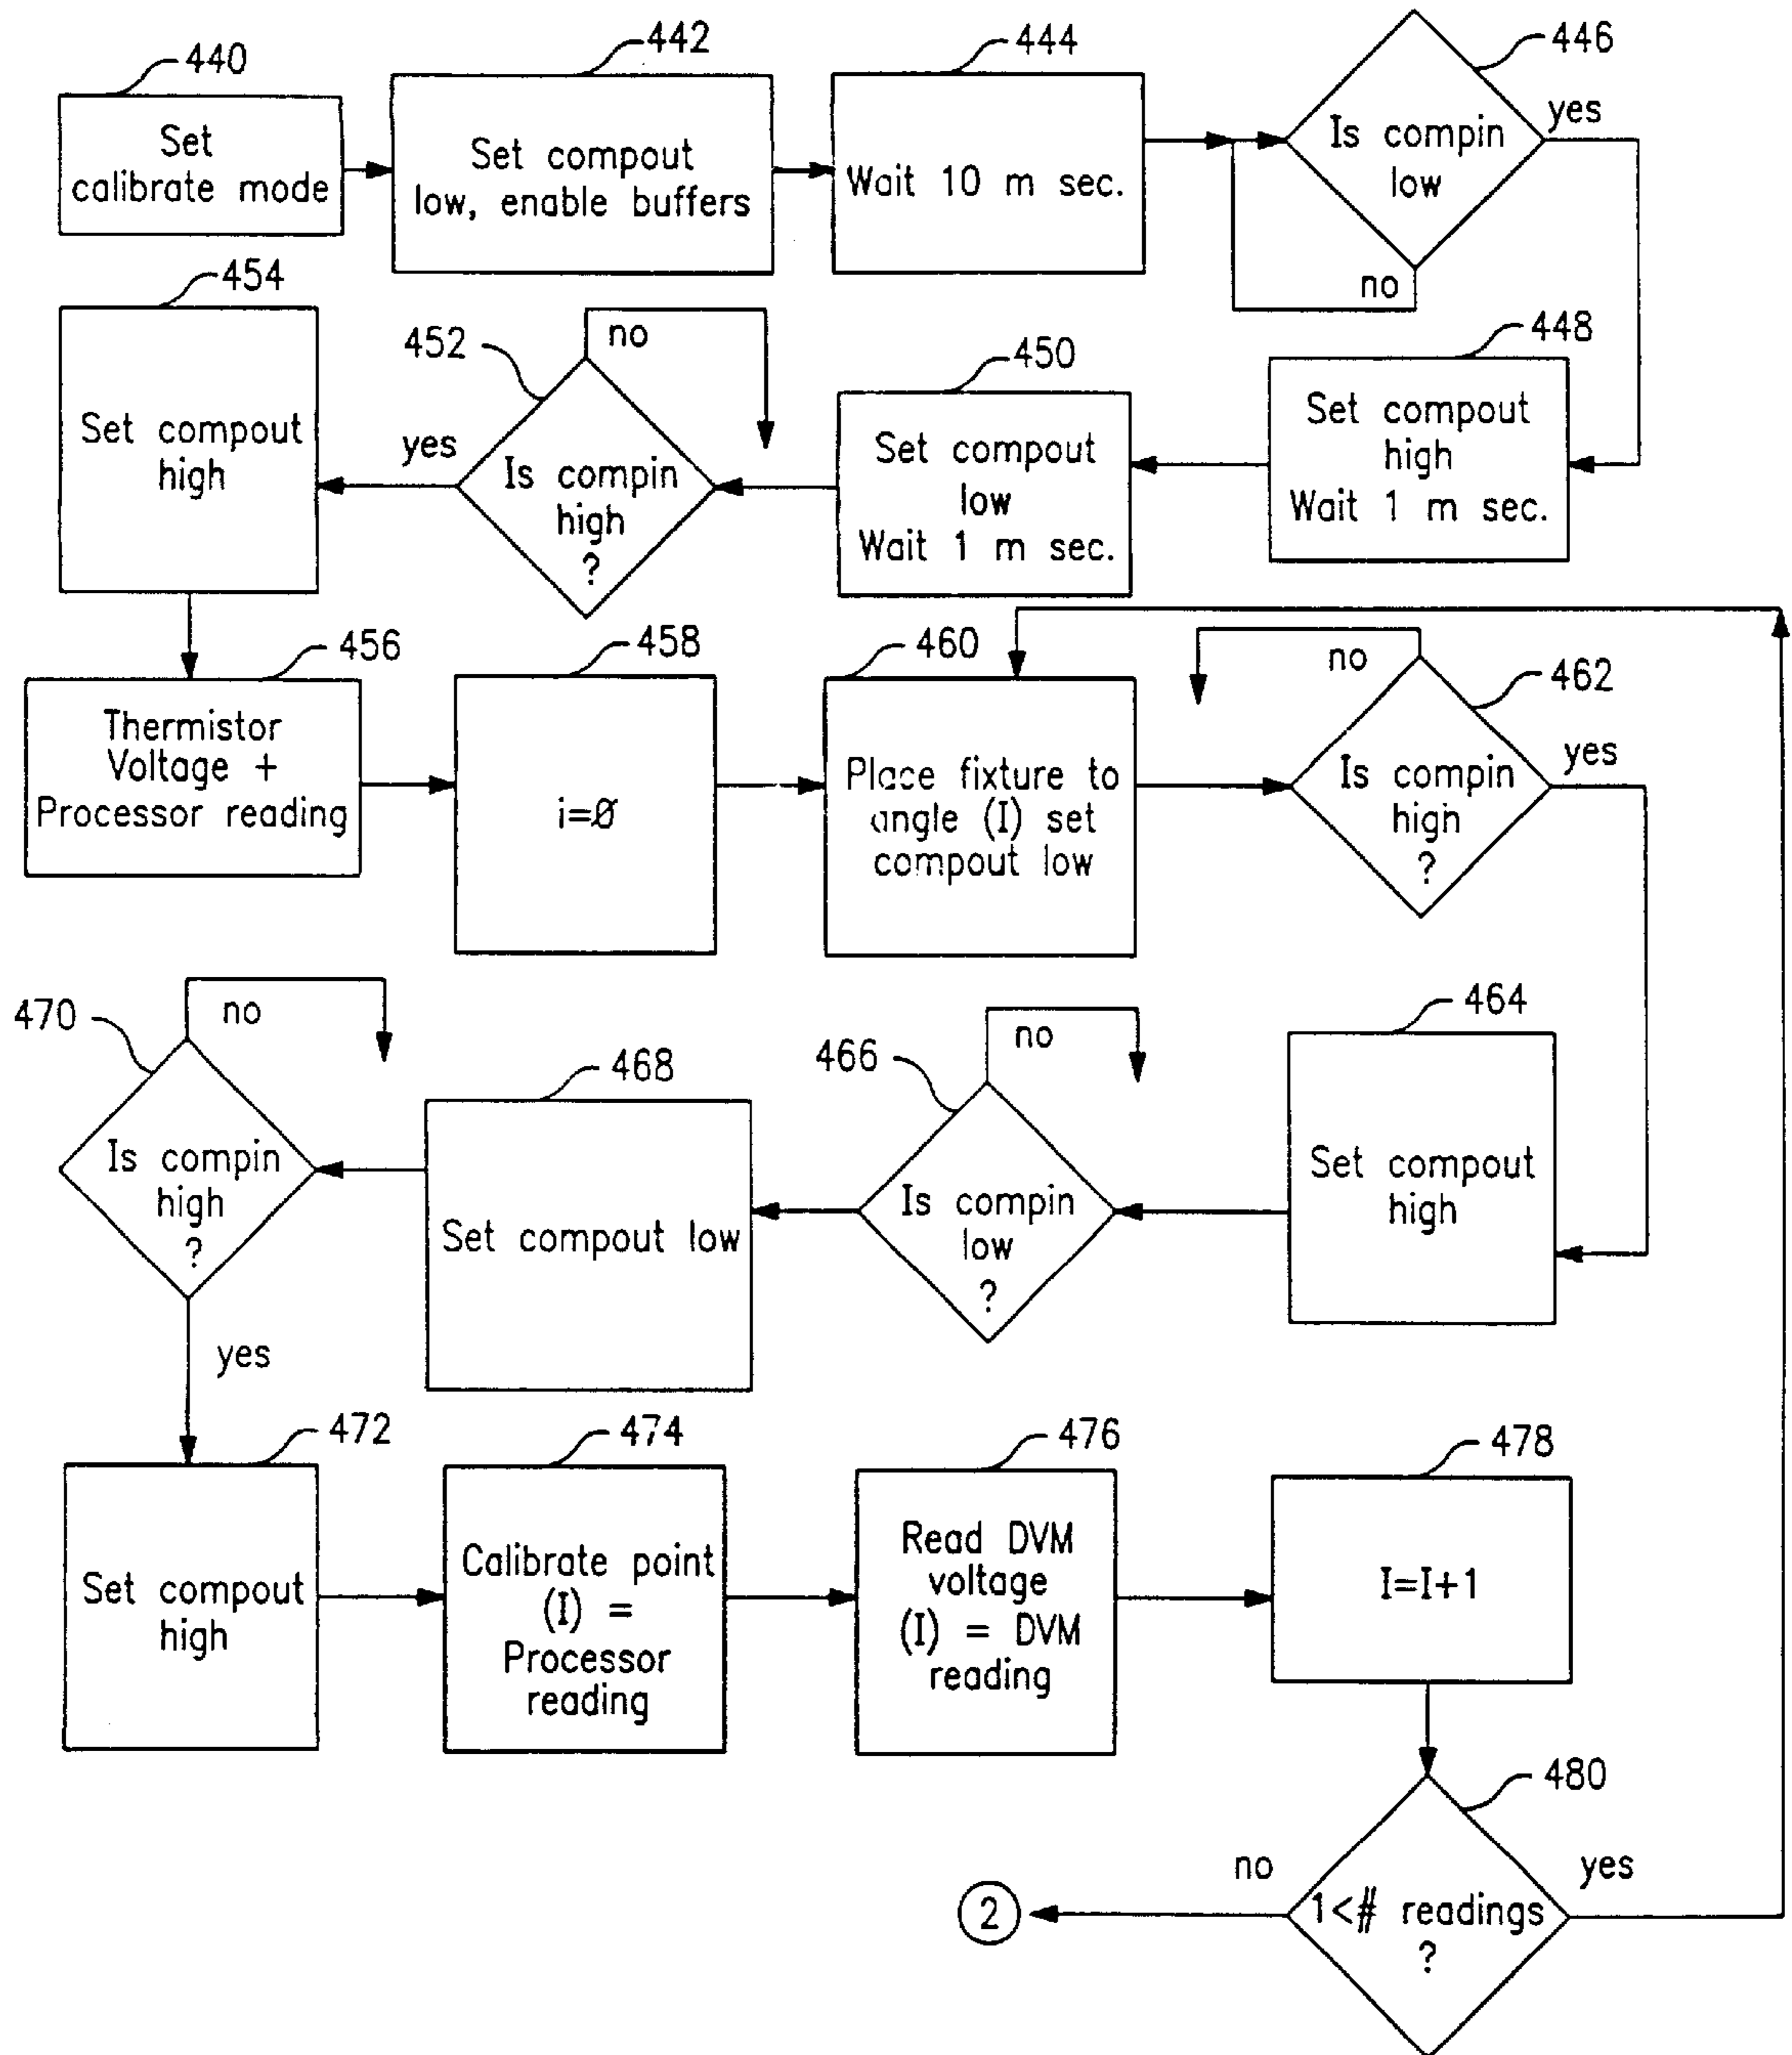 440
Set
calibrate mode
442
Set compout
low, enable buffers
444
Wait 10 m sec.
446
Is compin
low
yes
no
448
Set compout
high
Wait 1 m sec.
450
Set compout
low
Wait 1 m sec.
452
Is compin
high
?
no
yes
454
Set compout
high
456
Thermistor
Voltage +
Processor reading
458
i=Ø
460
Place fixture to
angle (I) set
compout low
462
Is compin
high
?
no
yes
464
Set compout
high
466
Is compin
low
?
no
468
Set compout low
470
Is compin
high
?
no
yes
472
Set compout
high
474
Calibrate point
(I) =
Processor
reading
476
Read DVM
voltage
(I) = DVM
reading
478
I=I+1
480
1<# readings
?
no
yes
2